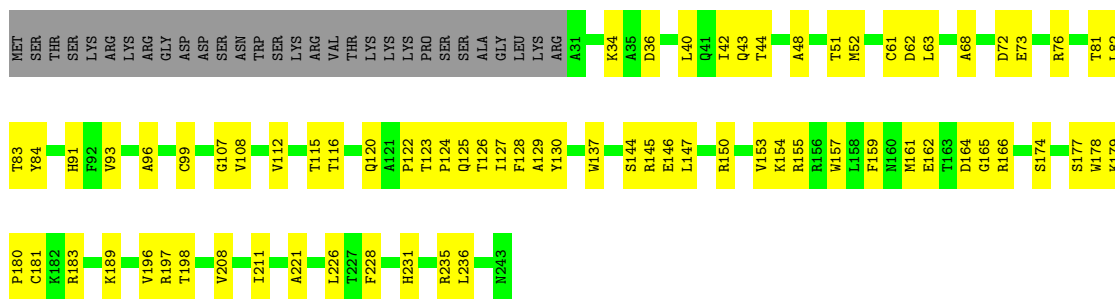 MET SER THR SER LYS LYS ARG GLY ASP ASP SER ASN TRP SER LYS ARG VAL THR LYS LYS LYS PRO SER SER ALA GLY LEU LYS ARG A31 K34 A35 D36 L40 Q41 I42 Q43 T44 A48 T51 M52 C61 D62 L63 A68 D72 E73 R76 T81
T83 Y84 H91 F92 V93 A96 C99 G107 V108 V112 T115 T116 Q120 A121 P122 T123 P124 Q125 T126 I127 F128 A129 Y130 W137 S144 R145 E146 L147 R150 V153 K154 R155 R156 W157 L158 F159 N160 M161 E162 T163 D164 G165 R166 S174 S177 W178 K179
P180 C181 K182 R183 K189 V196 R197 T198 V208 I211 A221 L226 T227 F228 H231 R235 L236 N243